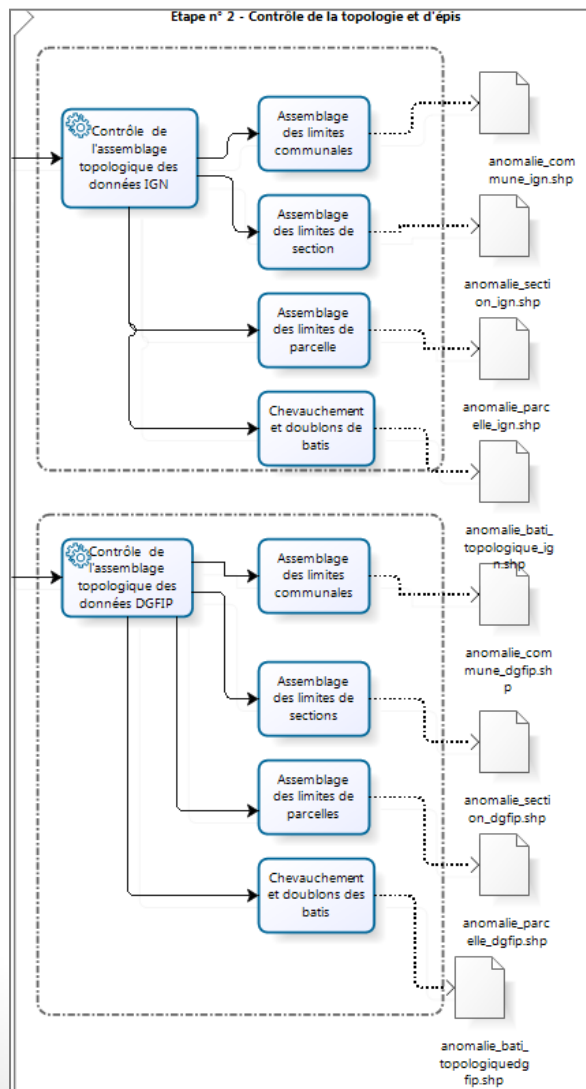 Etape n° 2 - Contrôle de la topologie et d'épis
Contrôle de
l'assemblage
topologique des
données IGN
Assemblage
des limites
communales
anomalie_com
mune_ign.shp
Assemblage
des limites de
section
anomalie_secti
on_ign.shp
Assemblage
des limites de
parcelle
anomalie_parc
elle_ign.shp
Chevauchement
et doublons de
batis
anomalie_bati_
topologique_ig
n.shp
Contrôle de
l'assemblage
topologique des
données DGFIP
Assemblage
des limites
communales
anomalie_com
mune_dgfip.sh
p
Assemblage
des limites de
sections
anomalie_secti
on_dgfip.shp
Assemblage
des limites de
parcelles
anomalie_parc
elle_dgfip.shp
Chevauchement
et doublons des
batis
anomalie_bati_
topologiquedg
fip.shp